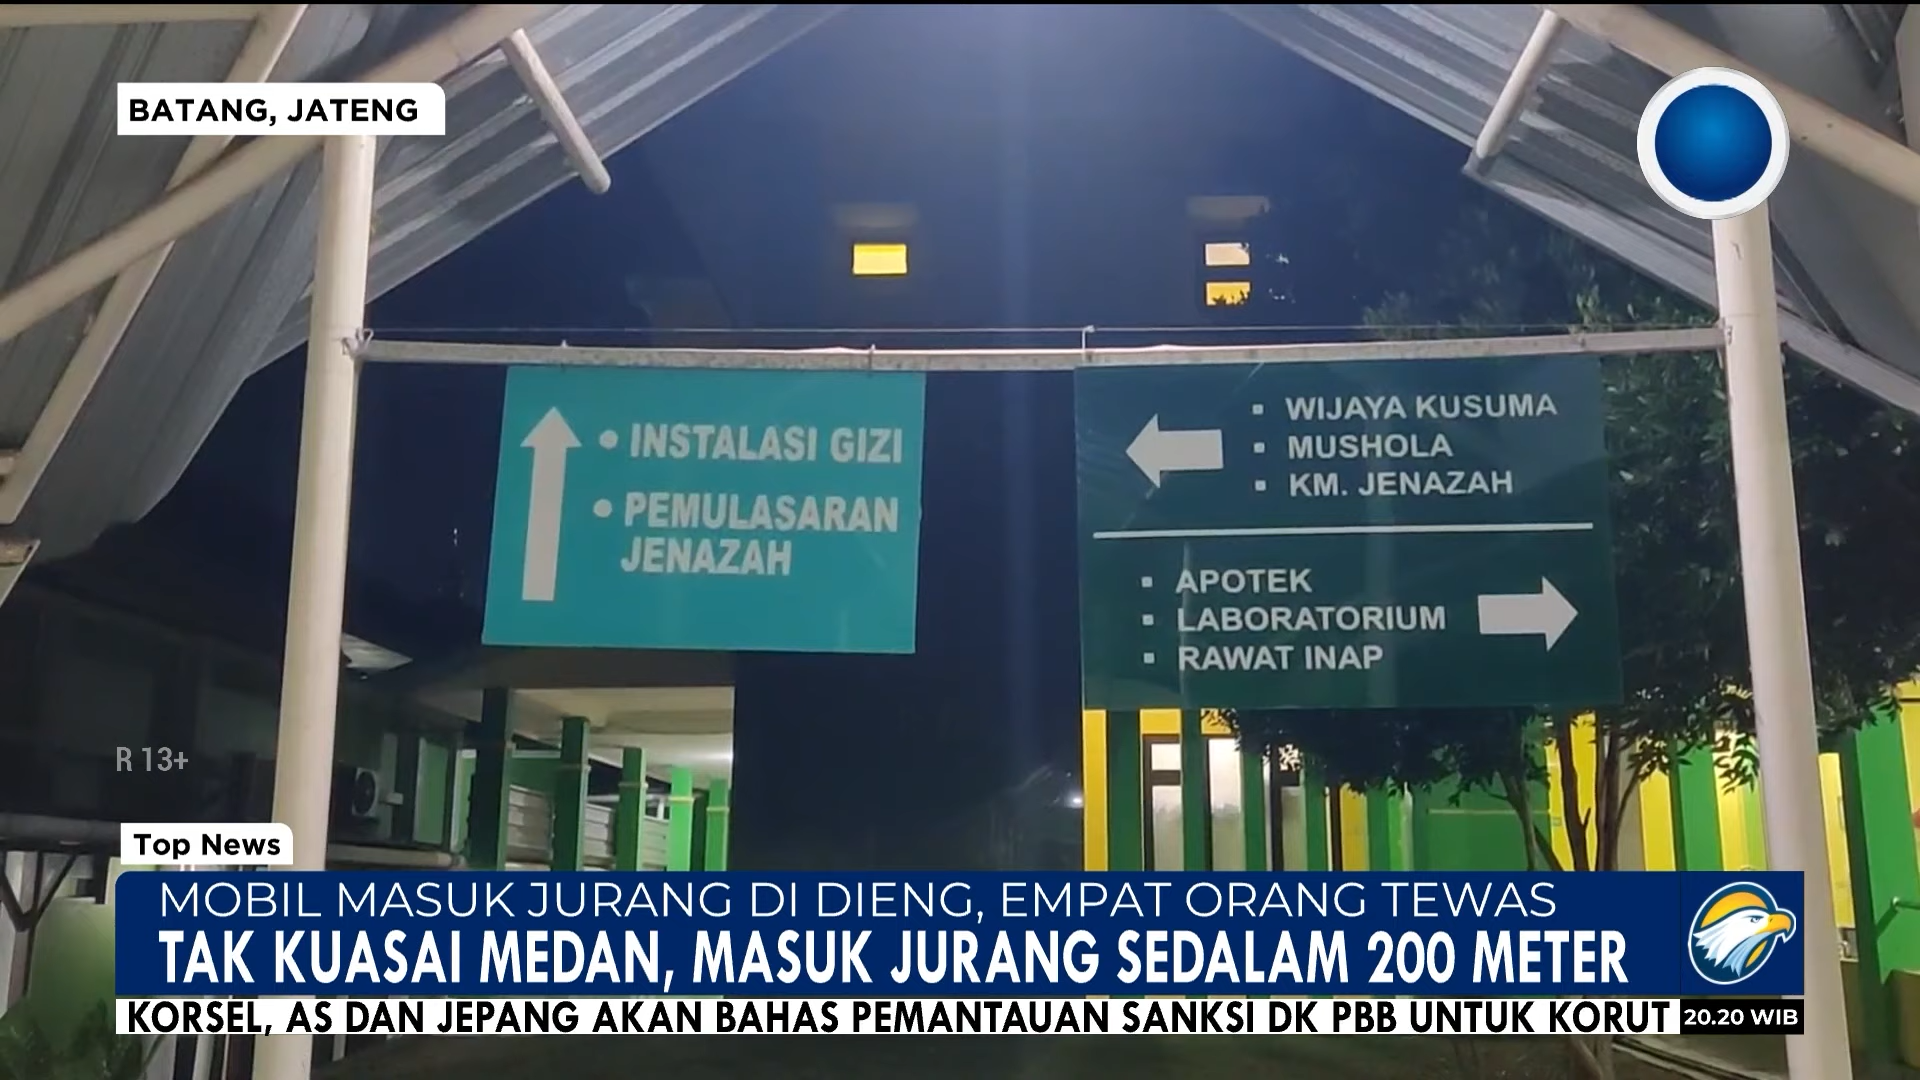 BATANG, JATENG
INSTALASI GIZI
PEMULASARAN
JENAZAH
WIJAYA KUSUMA
MUSHOLA
KM. JENAZAH
APOTEK
LABORATORIUM
RAWAT INAP
R 13+
Top News
MOBIL MASUK JURANG DI DIENG, EMPAT ORANG TEWAS
TAK KUASAI MEDAN, MASUK JURANG SEDALAM 200 METER
KORSEL, AS DAN JEPANG AKAN BAHAS PEMANTAUAN SANKSI DK PBB UNTUK KORUT
20.20 WIB